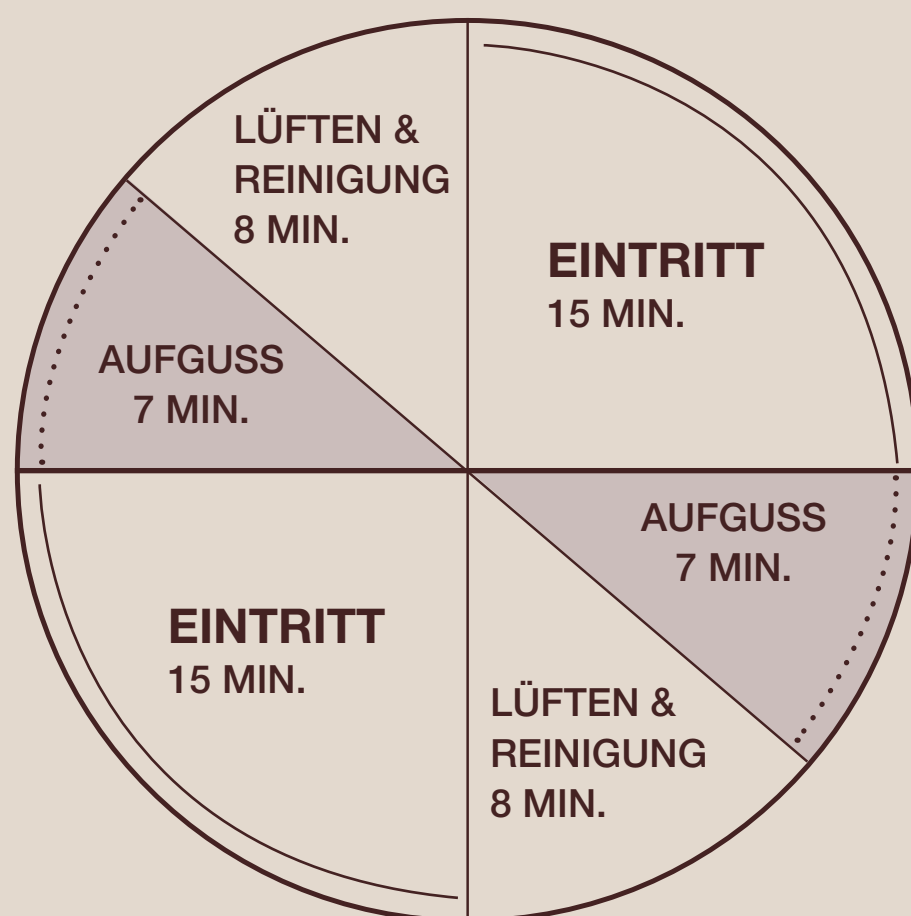 LÜFTEN &
REINIGUNG
8 MIN.
EINTRITT
15 MIN.
AUFGUSS
7 MIN.
AUFGUSS
7 MIN.
EINTRITT
15 MIN.
LÜFTEN &
REINIGUNG
8 MIN.